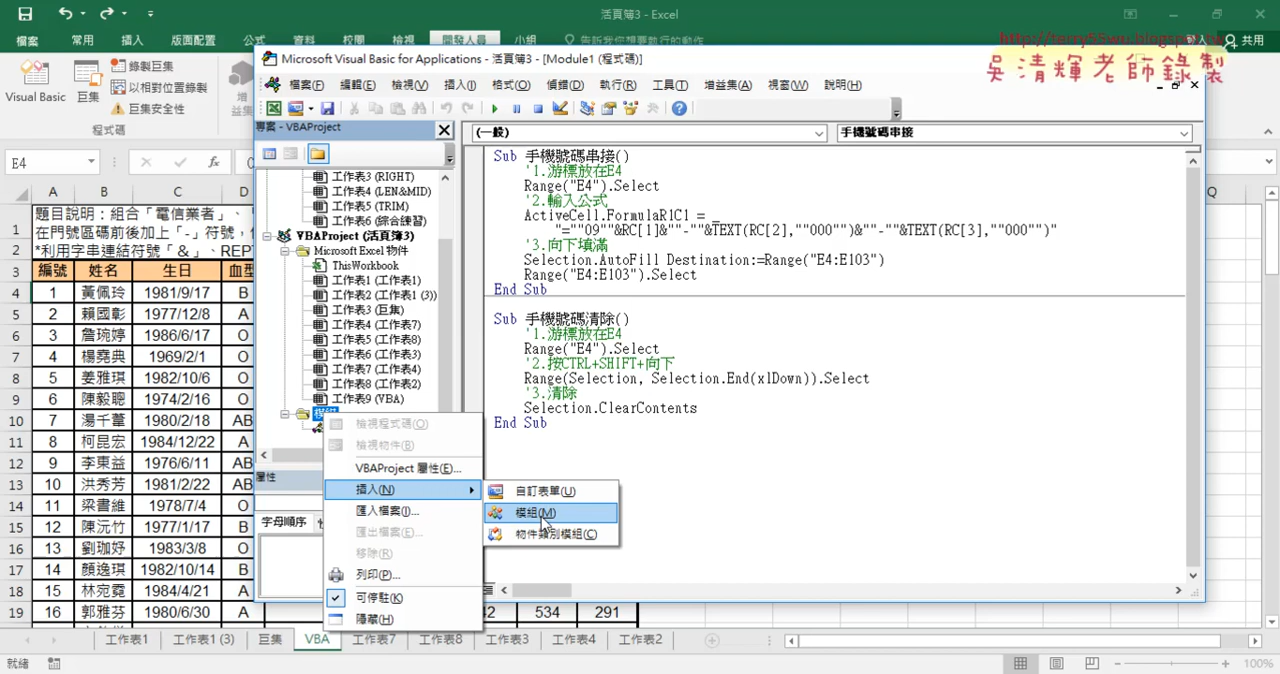 活頁簿3 - Excel
檔案 常用 插入 版面配置 公式 資料 校閱 檢視 開發人員 小組 告訴我您想要執行的動作 共用
http://terry55wu.blogspot.tw
吳清輝老師錄製
Visual Basic 巨集 錄製巨集
以相對位置錄製
巨集安全性
程式碼
E4
Microsoft Visual Basic for Applications - 活頁簿3 - [Module1 (程式碼)]
檔案(F) 編輯(E) 檢視(V) 插入(I) 格式(O) 偵錯(D) 執行(R) 工具(T) 增益集(A) 視窗(W) 說明(H)
專案 - VBAProject
工作表3 (RIGHT)
工作表4 (LEN&MID)
工作表5 (TRIM)
工作表6 (綜合練習)
VBAProject (活頁簿3)
Microsoft Excel 物件
ThisWorkbook
工作表1 (工作表1)
工作表2 (工作表1 (3))
工作表3 (巨集)
工作表4 (工作表7)
工作表5 (工作表8)
工作表6 (工作表3)
工作表7 (工作表4)
工作表8 (工作表2)
工作表9 (VBA)
模組
屬性
字母順序
(一般) 手機號碼串接
Sub 手機號碼串接()
'1.游標放在E4
Range("E4").Select
'2.輸入公式
ActiveCell.FormulaR1C1 = _
"=""09""&RC[1]&""-""&TEXT(RC[2],""000"")&""-""&TEXT(RC[3],""000"")"
'3.向下填滿
Selection.AutoFill Destination:=Range("E4:E103")
Range("E4:E103").Select
End Sub
Sub 手機號碼清除()
'1.游標放在E4
Range("E4").Select
'2.按CTRL+SHIFT+向下
Range(Selection, Selection.End(xlDown)).Select
'3.清除
Selection.ClearContents
End Sub
檢視程式碼(O)
檢視物件(B)
VBAProject 屬性(E)...
插入(N)
匯入檔案(I)...
匯出檔案(E)...
移除(R)
列印(P)...
可停駐(K)
隱藏(H)
自訂表單(U)
模組(M)
物件類別模組(C)
A B C D Q
1 題目說明：組合「電信業者」、「
在門號區碼前後加上「-」符號，
2 *利用字串連結符號「&」、REP
3 編號 姓名 生日 血型
4 1 黃佩玲 1981/9/17 B
5 2 賴國彰 1977/12/8 A
6 3 詹琬婷 1986/6/17 O
7 4 楊堯典 1969/2/1 O
8 5 姜雅琪 1982/10/6 O
9 6 陳毅聰 1974/2/16 O
10 7 湯千葦 1980/2/18 AB
11 8 柯昆宏 1984/12/22 A
12 9 李東益 1976/6/11 AB
13 10 洪秀芳 1981/2/22 AB
14 11 梁書維 1978/7/4 O
15 12 陳沅竹 1977/1/17 B
16 13 劉珈妤 1983/1/31 O
17 14 顏逸琪 1982/10/14 B
18 15 林宛霓 1984/4/21 A
19 16 郭雅芬 1980/6/30 A 534 291
工作表1 工作表1 (3) 巨集 VBA 工作表7 工作表8 工作表3 工作表4 工作表2
就緒 100%